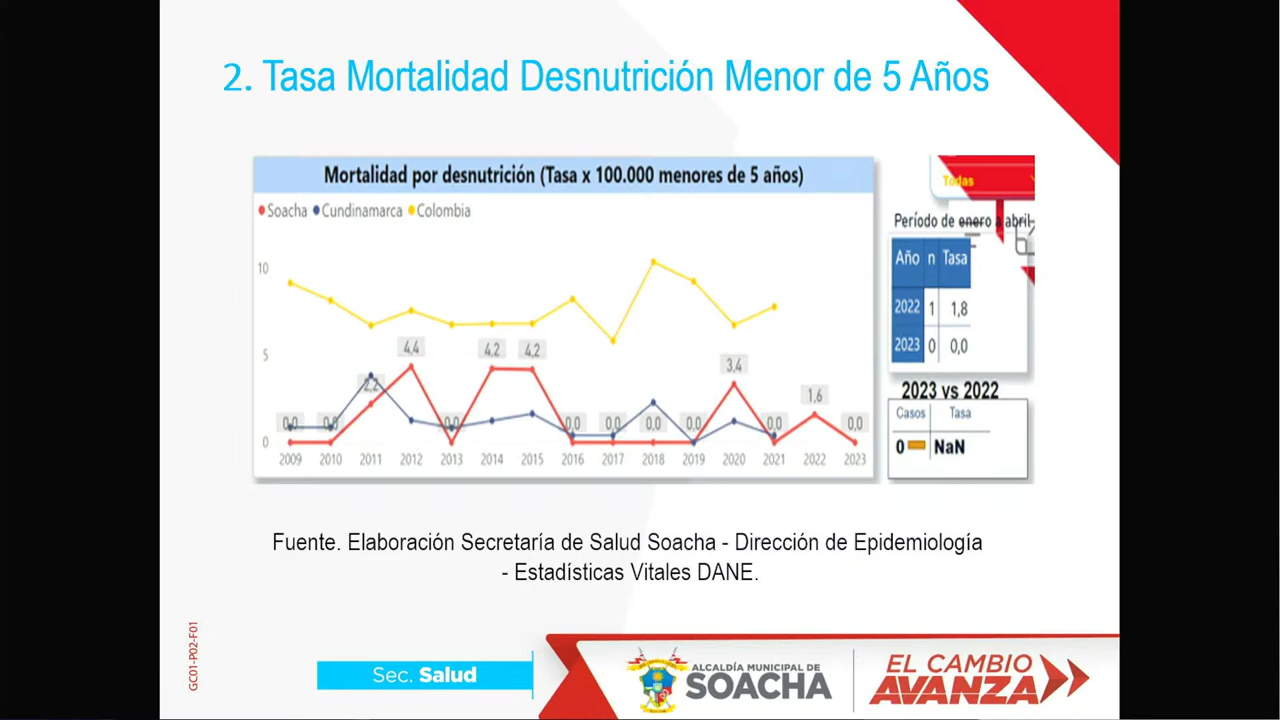 2. Tasa Mortalidad Desnutrición Menor de 5 Años
Mortalidad por desnutrición (Tasa x 100.000 menores de 5 años)
Soacha Cundinamarca Colombia
10
5
0
0,0 0,0 2,2 4,4 0,0 4,2 4,2 0,0 0,0 0,0 0,0 3,4 0,0 1,6 0,0
2009 2010 2011 2012 2013 2014 2015 2016 2017 2018 2019 2020 2021 2022 2023
Todas
Período de enero a abril
Año n Tasa
2022 1 1,8
2023 0 0,0
2023 vs 2022
Casos Tasa
0 NaN
Fuente. Elaboración Secretaría de Salud Soacha - Dirección de Epidemiología
- Estadísticas Vitales DANE.
GC01-P02-F01
Sec. Salud
ALCALDÍA MUNICIPAL DE
SOACHA
EL CAMBIO
AVANZA